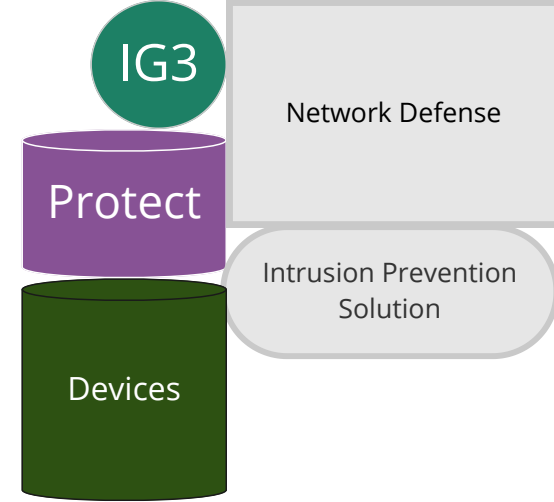 IG3
Network Defense
Protect
Intrusion Prevention
Solution
Devices